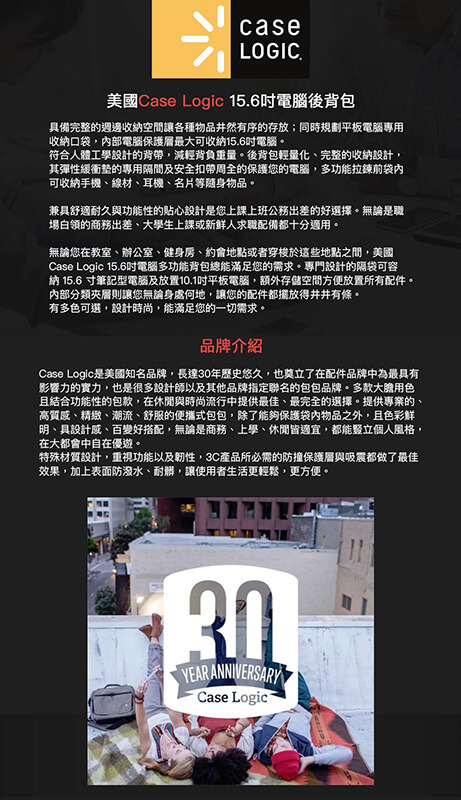 case
LOGIC®
美國Case Logic 15.6吋電腦後背包
具備完整的週邊收納空間讓各種物品井然有序的存放；同時規劃平板電腦專用
收納口袋，內部電腦保護層最大可收納15.6吋電腦。
符合人體工學設計的背帶，減輕背負重量。後背包輕量化、完整的收納設計，
其彈性緩衝墊的專用隔間及安全扣帶周全的保護您的電腦，多功能拉鍊前袋內
可收納手機、線材、耳機、名片等隨身物品。
兼具舒適耐久與功能性的貼心設計是您上課上班公務出差的好選擇。無論是職
場白領的商務出差、大學生上課或新鮮人求職配備都十分適用。
無論您在教室、辦公室、健身房、約會地點或者穿梭於這些地點之間，美國
Case Logic 15.6吋電腦多功能背包總能滿足您的需求。專門設計的隔袋可容
納 15.6 寸筆記型電腦及放置10.1吋平板電腦，額外存儲空間方便放置所有配件。
內部分類夾層則讓您無論身處何地，讓您的配件都擺放得井井有條。
有多色可選，設計時尚，能滿足您的一切需求。
品牌介紹
Case Logic是美國知名品牌，長達30年歷史悠久，也奠立了在配件品牌中為最具有
影響力的實力，也是很多設計師以及其他品牌指定聯名的包包品牌。多款大膽用色
且結合功能性的包款，在休閒與時尚流行中提供最佳、最完全的選擇。提供專業的、
高質感、精緻、潮流、舒服的便攜式包包，除了能夠保護袋內物品之外，且色彩鮮
明、具設計感、百變好搭配，無論是商務、上學、休閒皆適宜，都能豎立個人風格，
在大都會中自在優遊。
特殊材質設計，重視功能以及韌性，3C產品所必需的防撞保護層與吸震都做了最佳
效果，加上表面防潑水、耐髒，讓使用者生活更輕鬆，更方便。
30
YEAR ANNIVERSARY
Case Logic